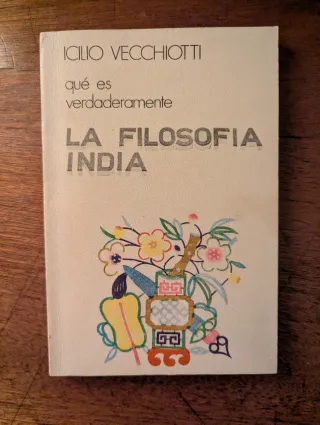 ICILIO VECCHIOTTI
qué es
verdaderamente
LA FILOSOFIA
INDIA